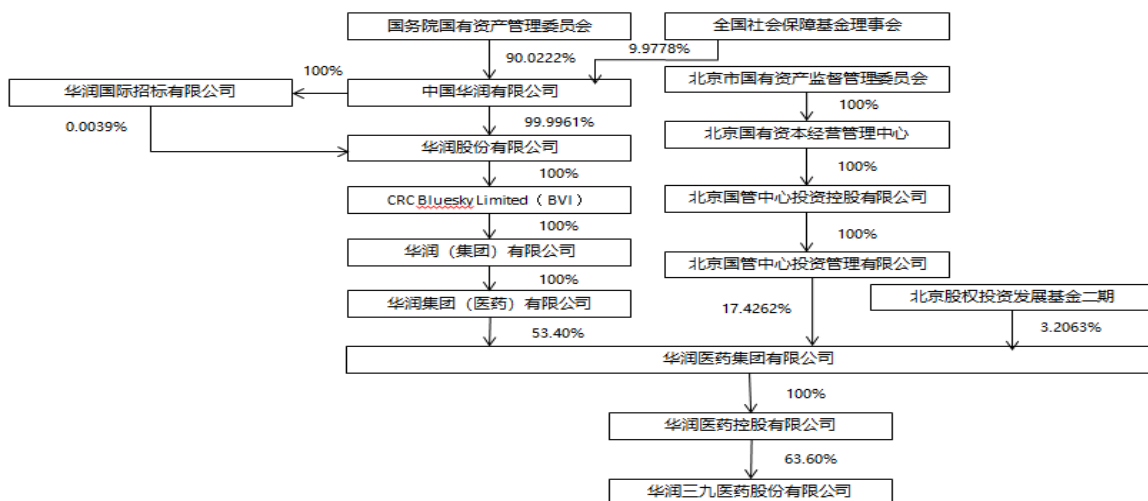 国务院国有资产管理委员会
全国社会保障基金理事会
90.0222%
9.9778%
100%
华润国际招标有限公司
中国华润有限公司
北京市国有资产监督管理委员会
100%
0.0039%
99.9961%
北京国有资本经营管理中心
华润股份有限公司
100%
100%
CRC Bluesky Limited（BVI）
北京国管中心投资控股有限公司
100%
100%
华润（集团）有限公司
北京国管中心投资管理有限公司
100%
华润集团（医药）有限公司
17.4262%
北京股权投资发展基金二期
53.40%
3.2063%
华润医药集团有限公司
100%
华润医药控股有限公司
63.60%
华润三九医药股份有限公司